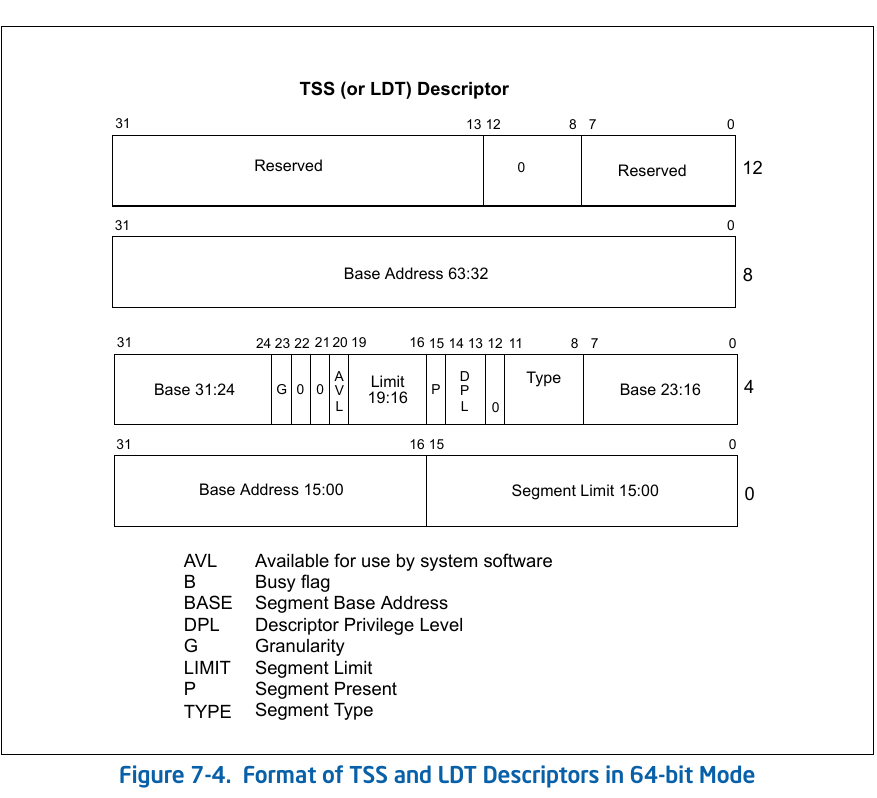 TSS (or LDT) Descriptor
31 13 12 8 7 0
Reserved 0 Reserved 12
31 0
Base Address 63:32 8
31 24 23 22 21 20 19 16 15 14 13 12 11 8 7 0
Base 31:24 G 0 0 AVL Limit 19:16 P DPL 0 Type Base 23:16 4
31 16 15 0
Base Address 15:00 Segment Limit 15:00 0
AVL Available for use by system software
B Busy flag
BASE Segment Base Address
DPL Descriptor Privilege Level
G Granularity
LIMIT Segment Limit
P Segment Present
TYPE Segment Type
Figure 7-4. Format of TSS and LDT Descriptors in 64-bit Mode